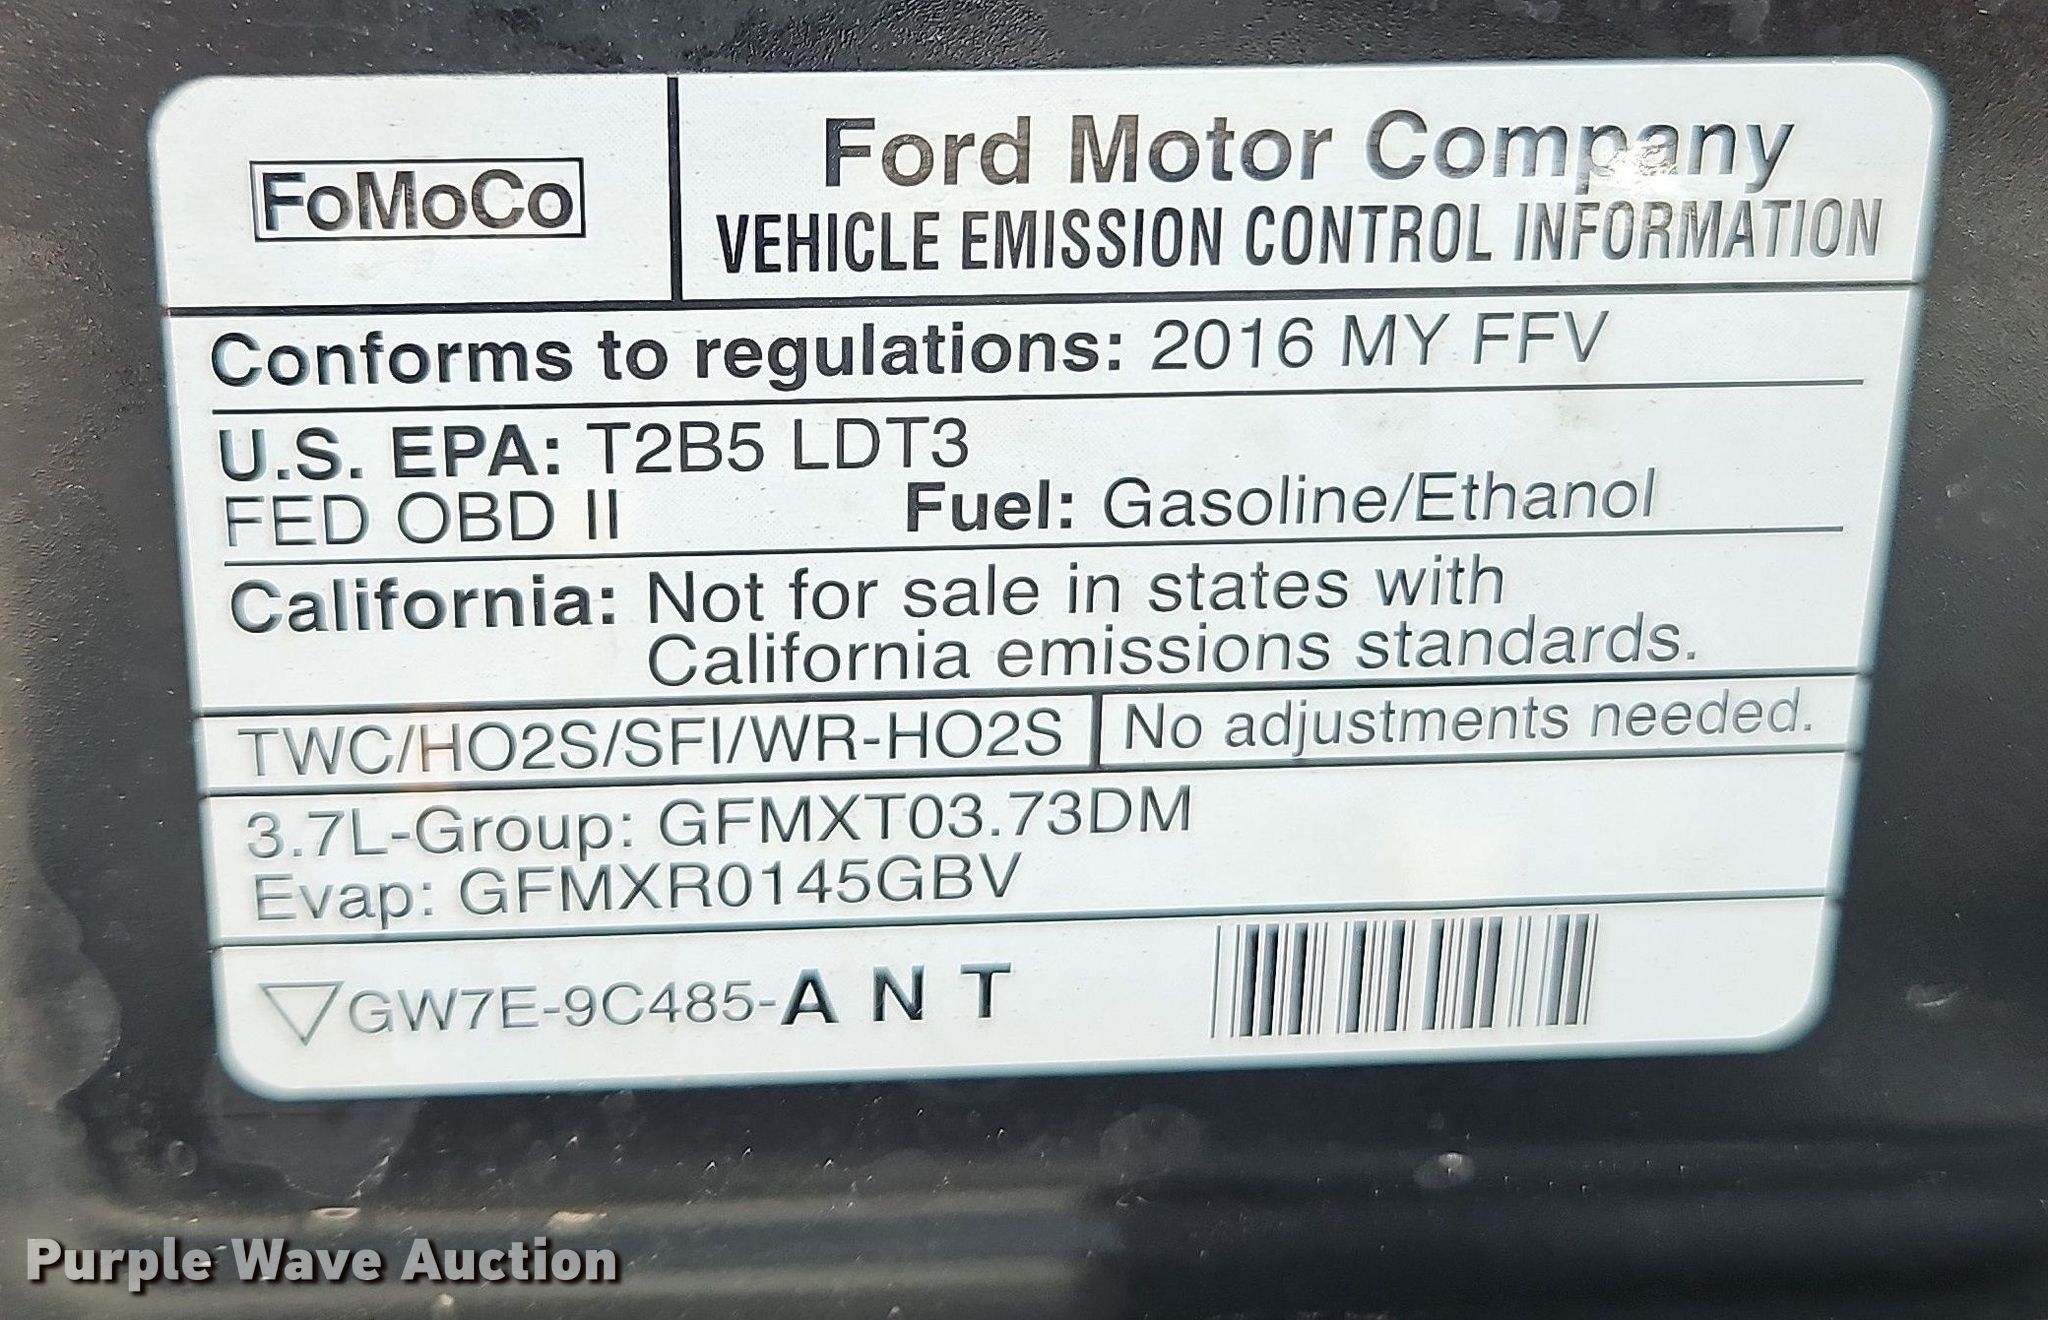 FoMoCo
Ford Motor Company
VEHICLE EMISSION CONTROL INFORMATION
Conforms to regulations: 2016 MY FFV
U.S. EPA: T2B5 LDT3
FED OBD II Fuel: Gasoline/Ethanol
California: Not for sale in states with
California emissions standards.
TWC/HO2S/SFI/WR-HO2S No adjustments needed.
3.7L-Group: GFMXT03.73DM
Evap: GFMXR0145GBV
GW7E-9C485-A N T
Purple Wave Auction